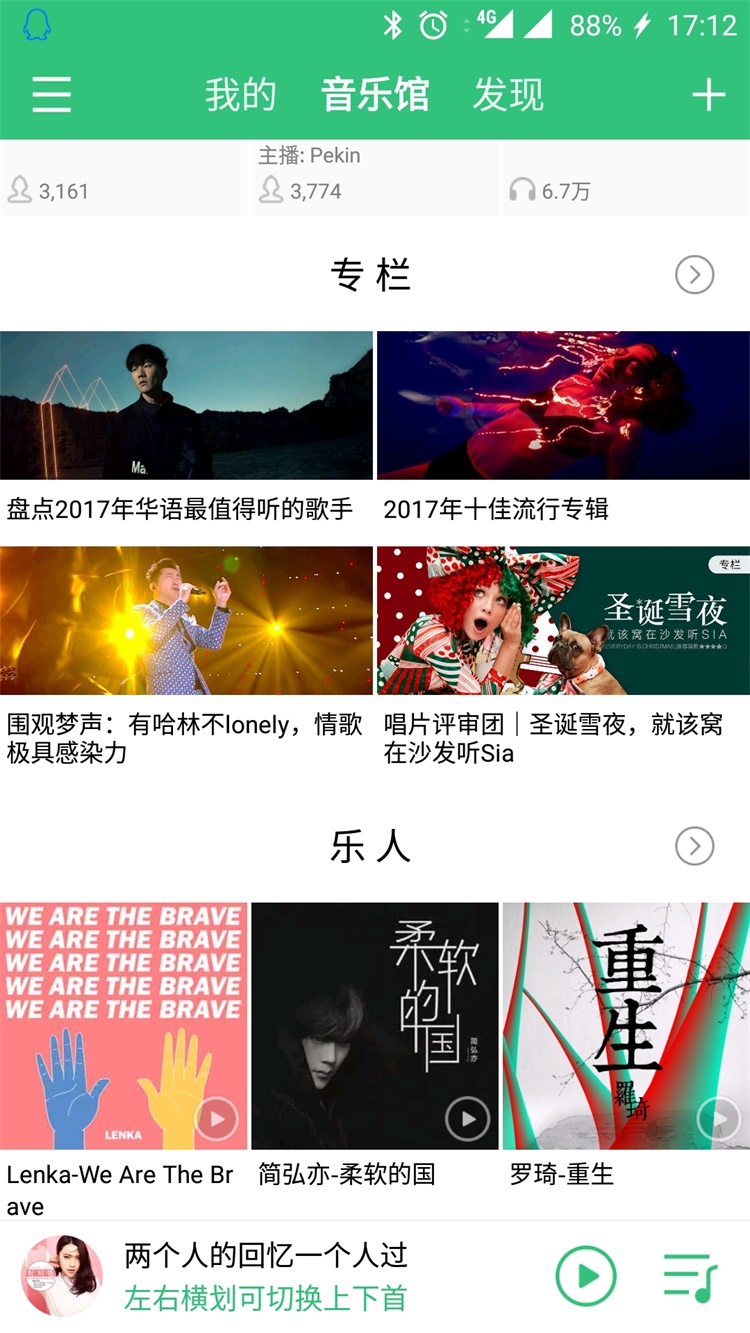 4G 88% 17:12
我的 音乐馆 发现
主播: Pekin
3,161 3,774 6.7万
专栏
Ma.
盘点2017年华语最值得听的歌手
2017年十佳流行专辑
专栏
圣诞雪夜
就该窝在沙发听SIA
围观梦声：有哈林不lonely，情歌
极具感染力
唱片评审团｜圣诞雪夜，就该窝
在沙发听Sia
乐人
WE ARE THE BRAVE
WE ARE THE BRAVE
WE ARE THE BRAVE
WE ARE THE BRAVE
WE ARE THE BRAVE
LENKA
柔软的国
简弘亦
重生
羅琦
Lenka-We Are The Br
ave
简弘亦-柔软的国
罗琦-重生
两个人的回忆一个人过
左右横划可切换上下首